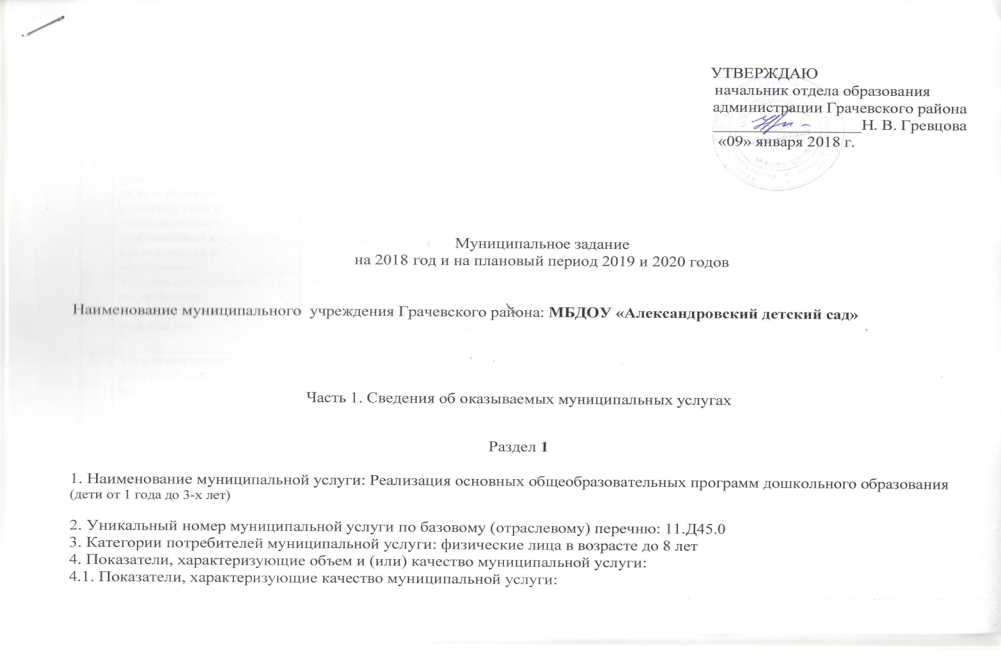 УТВЕРЖДАЮ
начальник отдела образования
администрации Грачевского района
Н. В. Гревцова
«09» января 2018 г.
Муниципальное задание
на 2018 год и на плановый период 2019 и 2020 годов
Наименование муниципального учреждения Грачевского района: МБДОУ «Александровский детский сад»
Часть 1. Сведения об оказываемых муниципальных услугах
Раздел 1
1. Наименование муниципальной услуги: Реализация основных общеобразовательных программ дошкольного образования
(дети от 1 года до 3-х лет)
2. Уникальный номер муниципальной услуги по базовому (отраслевому) перечню: 11.Д45.0
3. Категории потребителей муниципальной услуги: физические лица в возрасте до 8 лет
4. Показатели, характеризующие объем и (или) качество муниципальной услуги:
4.1. Показатели, характеризующие качество муниципальной услуги: